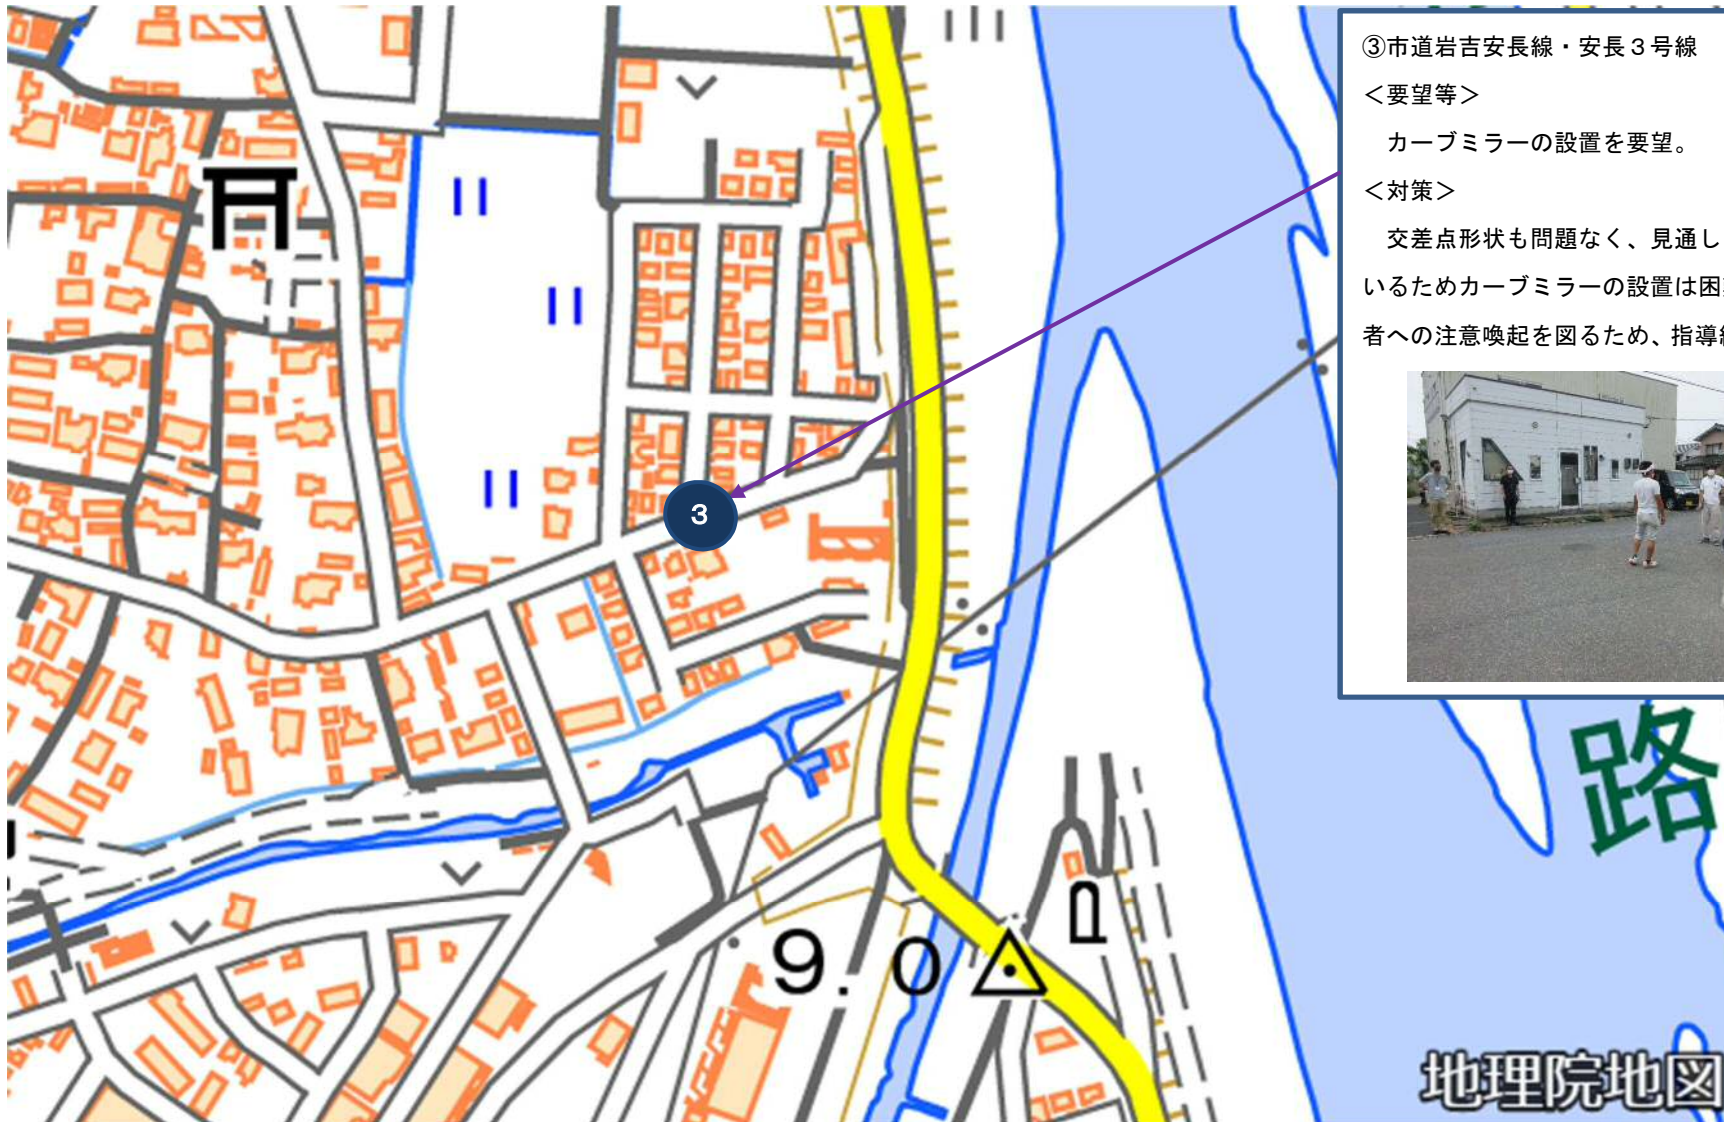 ③市道岩吉安長線・安長３号線
＜要望等＞
カーブミラーの設置を要望。
＜対策＞
交差点形状も問題なく、見通し
いるためカーブミラーの設置は困
者への注意喚起を図るため、指導
3
路
9.0
地理院地図